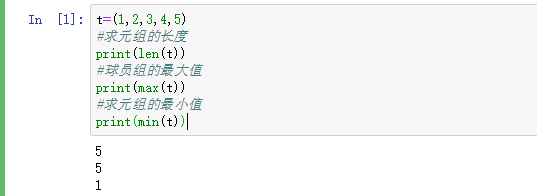 In [1]: t=(1,2,3,4,5)
#求元组的长度
print(len(t))
#球员组的最大值
print(max(t))
#求元组的最小值
print(min(t))
5
5
1